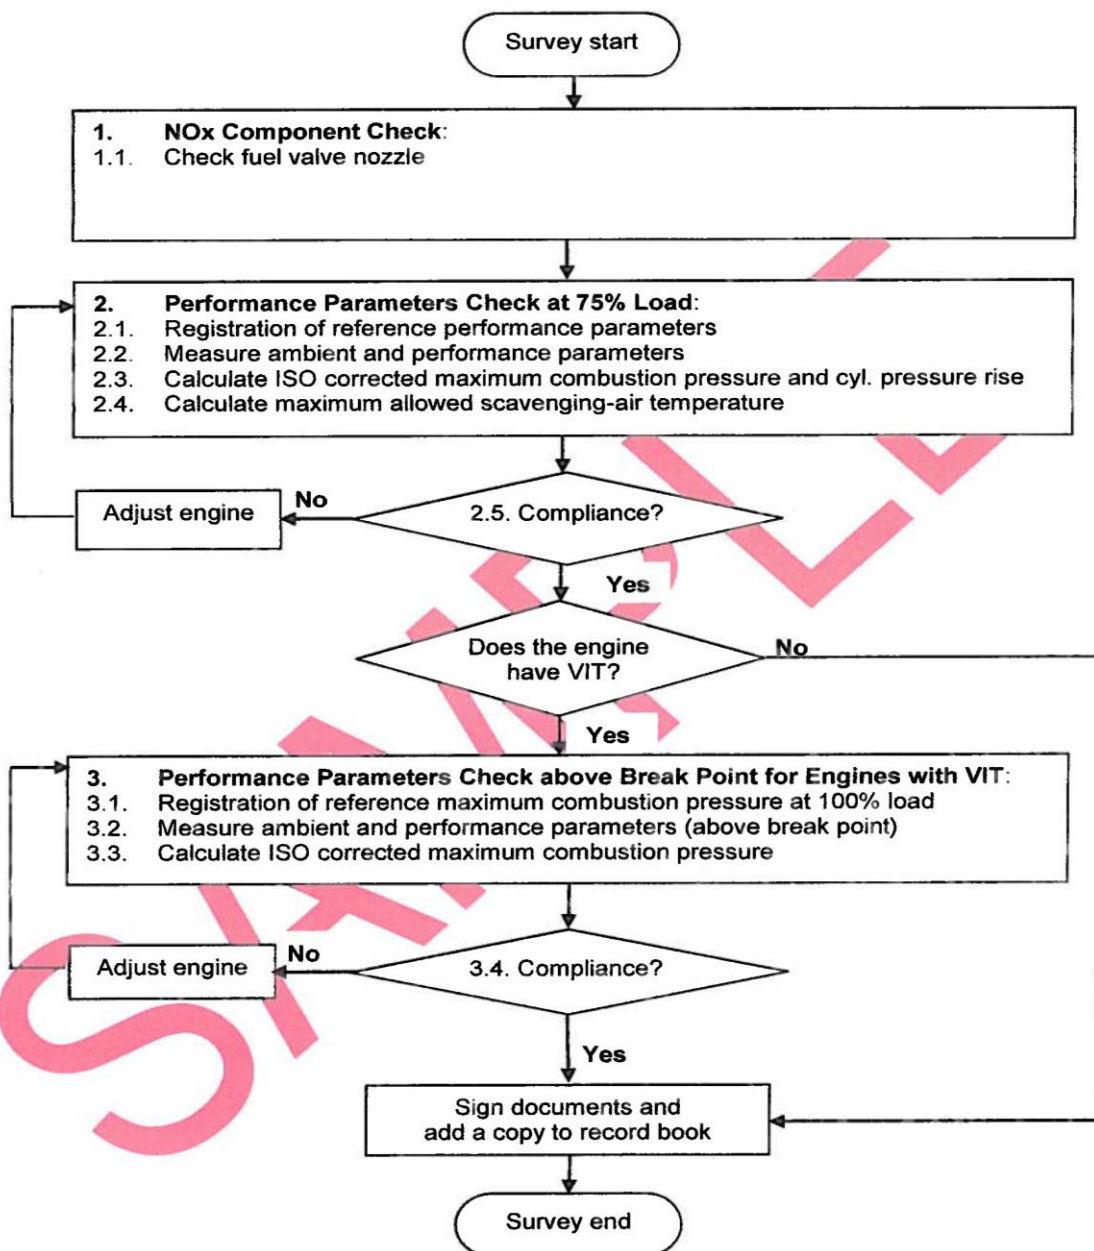 Survey start
1. NOx Component Check:
1.1. Check fuel valve nozzle
2. Performance Parameters Check at 75% Load:
2.1. Registration of reference performance parameters
2.2. Measure ambient and performance parameters
2.3. Calculate ISO corrected maximum combustion pressure and cyl. pressure rise
2.4. Calculate maximum allowed scavenging-air temperature
Adjust engine
No
2.5. Compliance?
Yes
Does the engine
have VIT?
No
Yes
3. Performance Parameters Check above Break Point for Engines with VIT:
3.1. Registration of reference maximum combustion pressure at 100% load
3.2. Measure ambient and performance parameters (above break point)
3.3. Calculate ISO corrected maximum combustion pressure
Adjust engine
No
3.4. Compliance?
Yes
Sign documents and
add a copy to record book
Survey end
SAMPLE